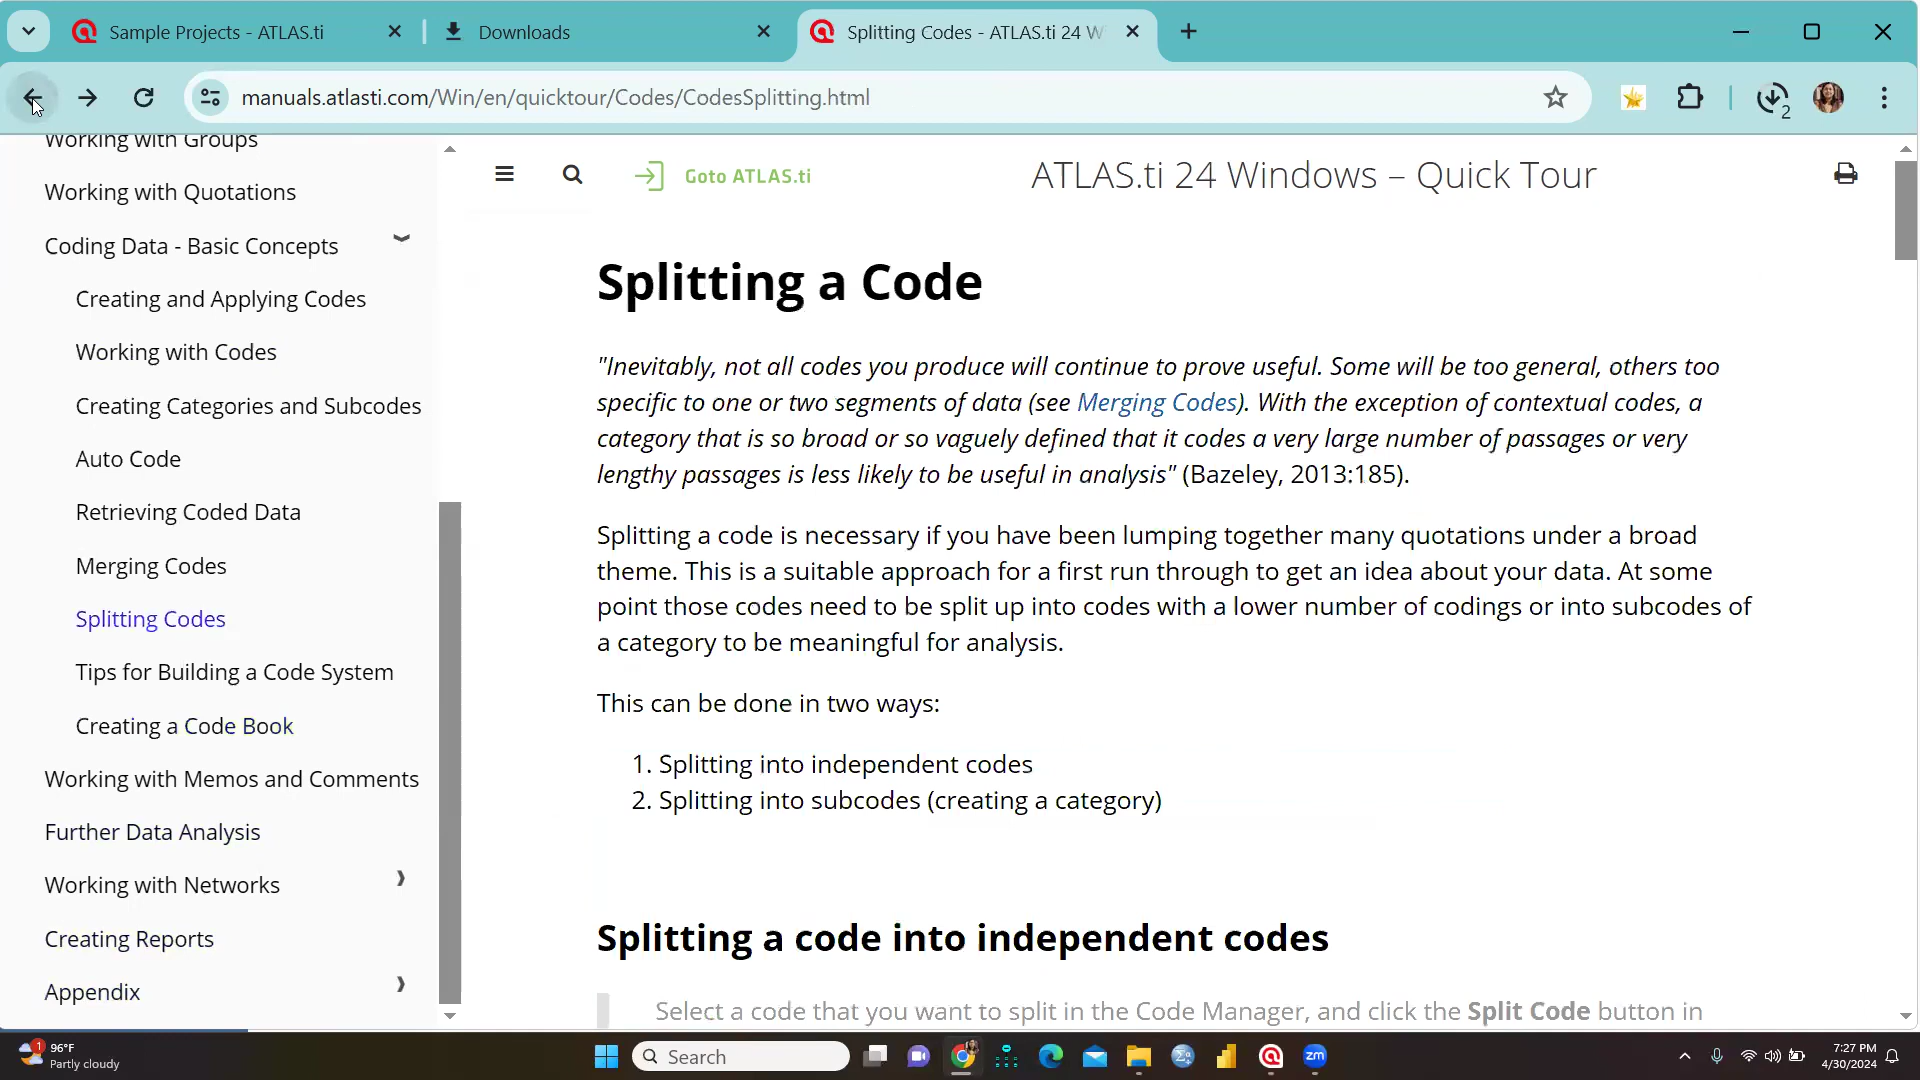 Sample Projects - ATLAS.ti
Downloads
Splitting Codes - ATLAS.ti 24 W
manuals.atlasti.com/Win/en/quicktour/Codes/CodesSplitting.html
2
Working with Groups
Working with Quotations
Coding Data - Basic Concepts
Creating and Applying Codes
Working with Codes
Creating Categories and Subcodes
Auto Code
Retrieving Coded Data
Merging Codes
Splitting Codes
Tips for Building a Code System
Creating a Code Book
Working with Memos and Comments
Further Data Analysis
Working with Networks
Creating Reports
Appendix
Goto ATLAS.ti
ATLAS.ti 24 Windows – Quick Tour
Splitting a Code
"Inevitably, not all codes you produce will continue to prove useful. Some will be too general, others too
specific to one or two segments of data (see Merging Codes). With the exception of contextual codes, a
category that is so broad or so vaguely defined that it codes a very large number of passages or very
lengthy passages is less likely to be useful in analysis" (Bazeley, 2013:185).
Splitting a code is necessary if you have been lumping together many quotations under a broad
theme. This is a suitable approach for a first run through to get an idea about your data. At some
point those codes need to be split up into codes with a lower number of codings or into subcodes of
a category to be meaningful for analysis.
This can be done in two ways:
1. Splitting into independent codes
2. Splitting into subcodes (creating a category)
Splitting a code into independent codes
Select a code that you want to split in the Code Manager, and click the Split Code button in
1
96°F
Partly cloudy
Search
zm
7:27 PM
4/30/2024